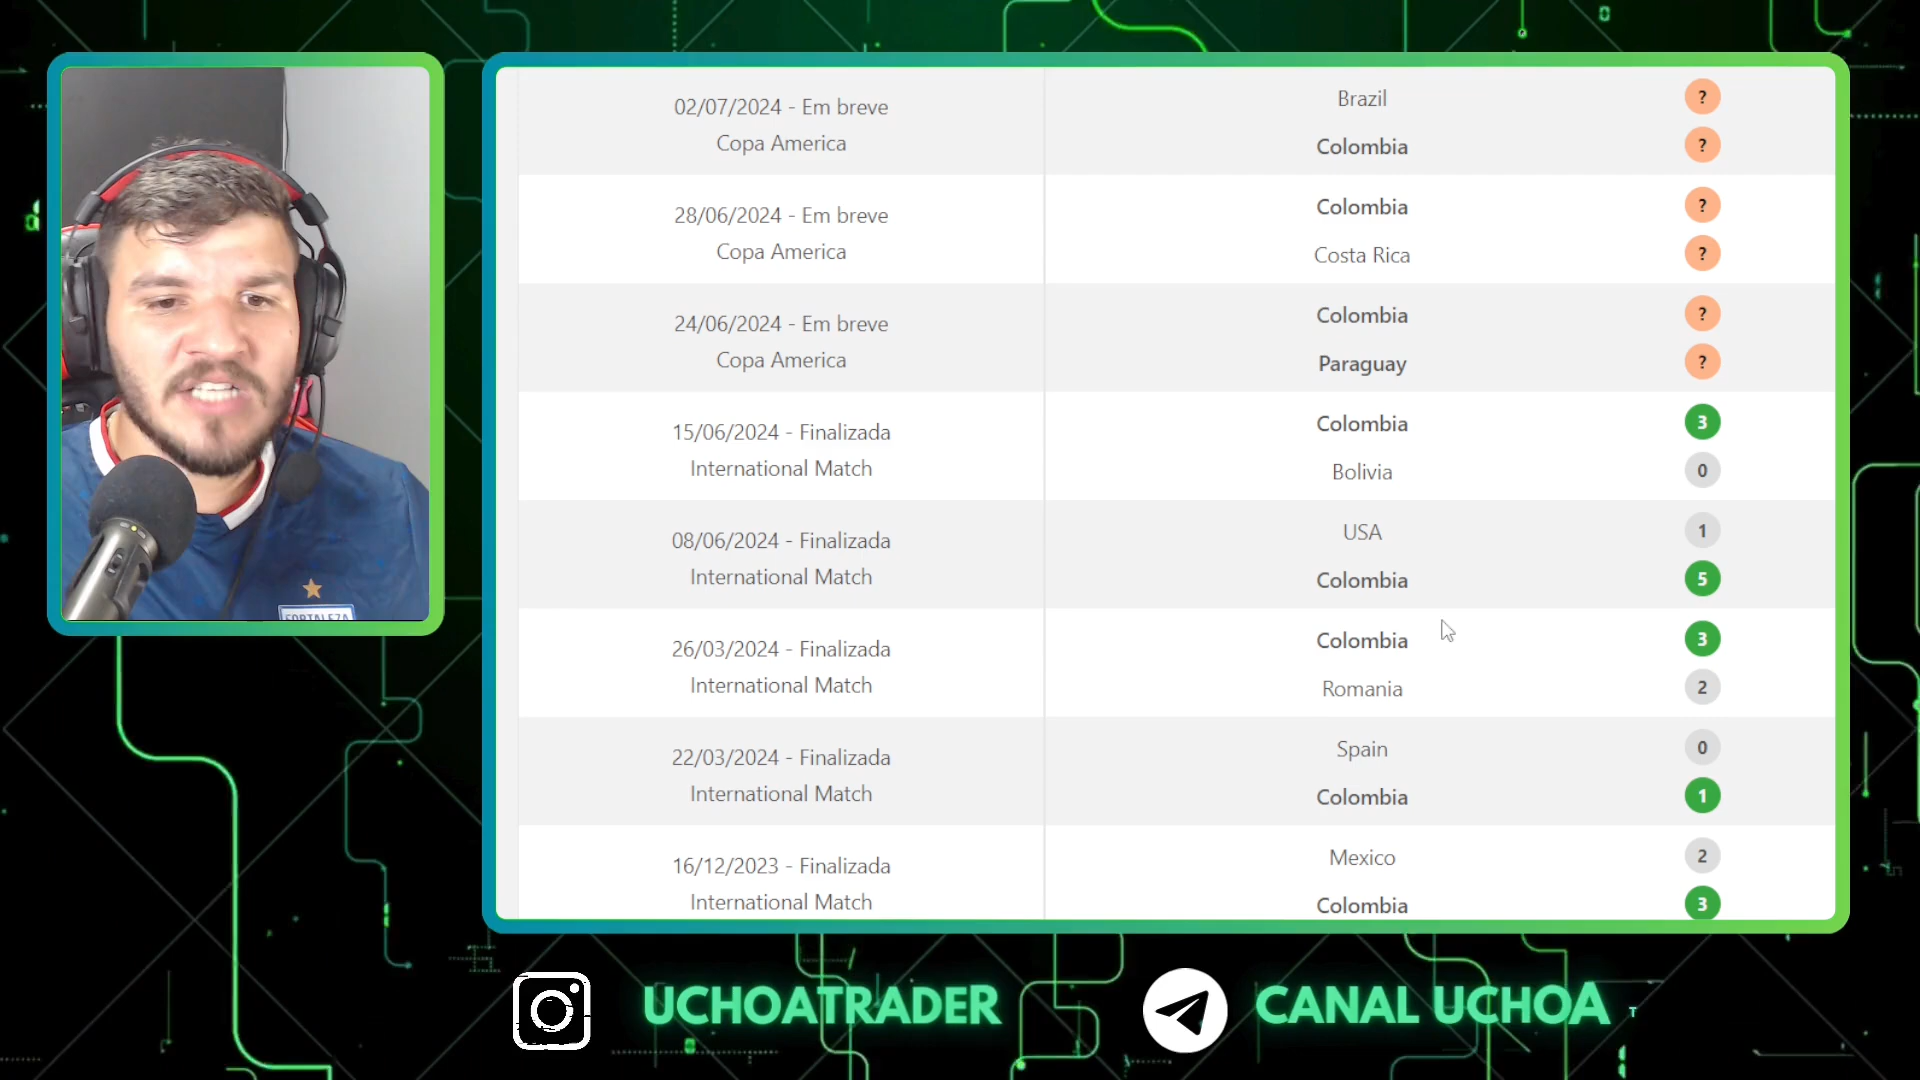 02/07/2024 - Em breve
Copa America
Brazil ?
Colombia ?
28/06/2024 - Em breve
Copa America
Colombia ?
Costa Rica ?
24/06/2024 - Em breve
Copa America
Colombia ?
Paraguay ?
15/06/2024 - Finalizada
International Match
Colombia 3
Bolivia 0
08/06/2024 - Finalizada
International Match
USA 1
Colombia 5
26/03/2024 - Finalizada
International Match
Colombia 3
Romania 2
22/03/2024 - Finalizada
International Match
Spain 0
Colombia 1
16/12/2023 - Finalizada
International Match
Mexico 2
Colombia 3
FORTALEZA
UCHOATRADER
CANAL UCHOA T